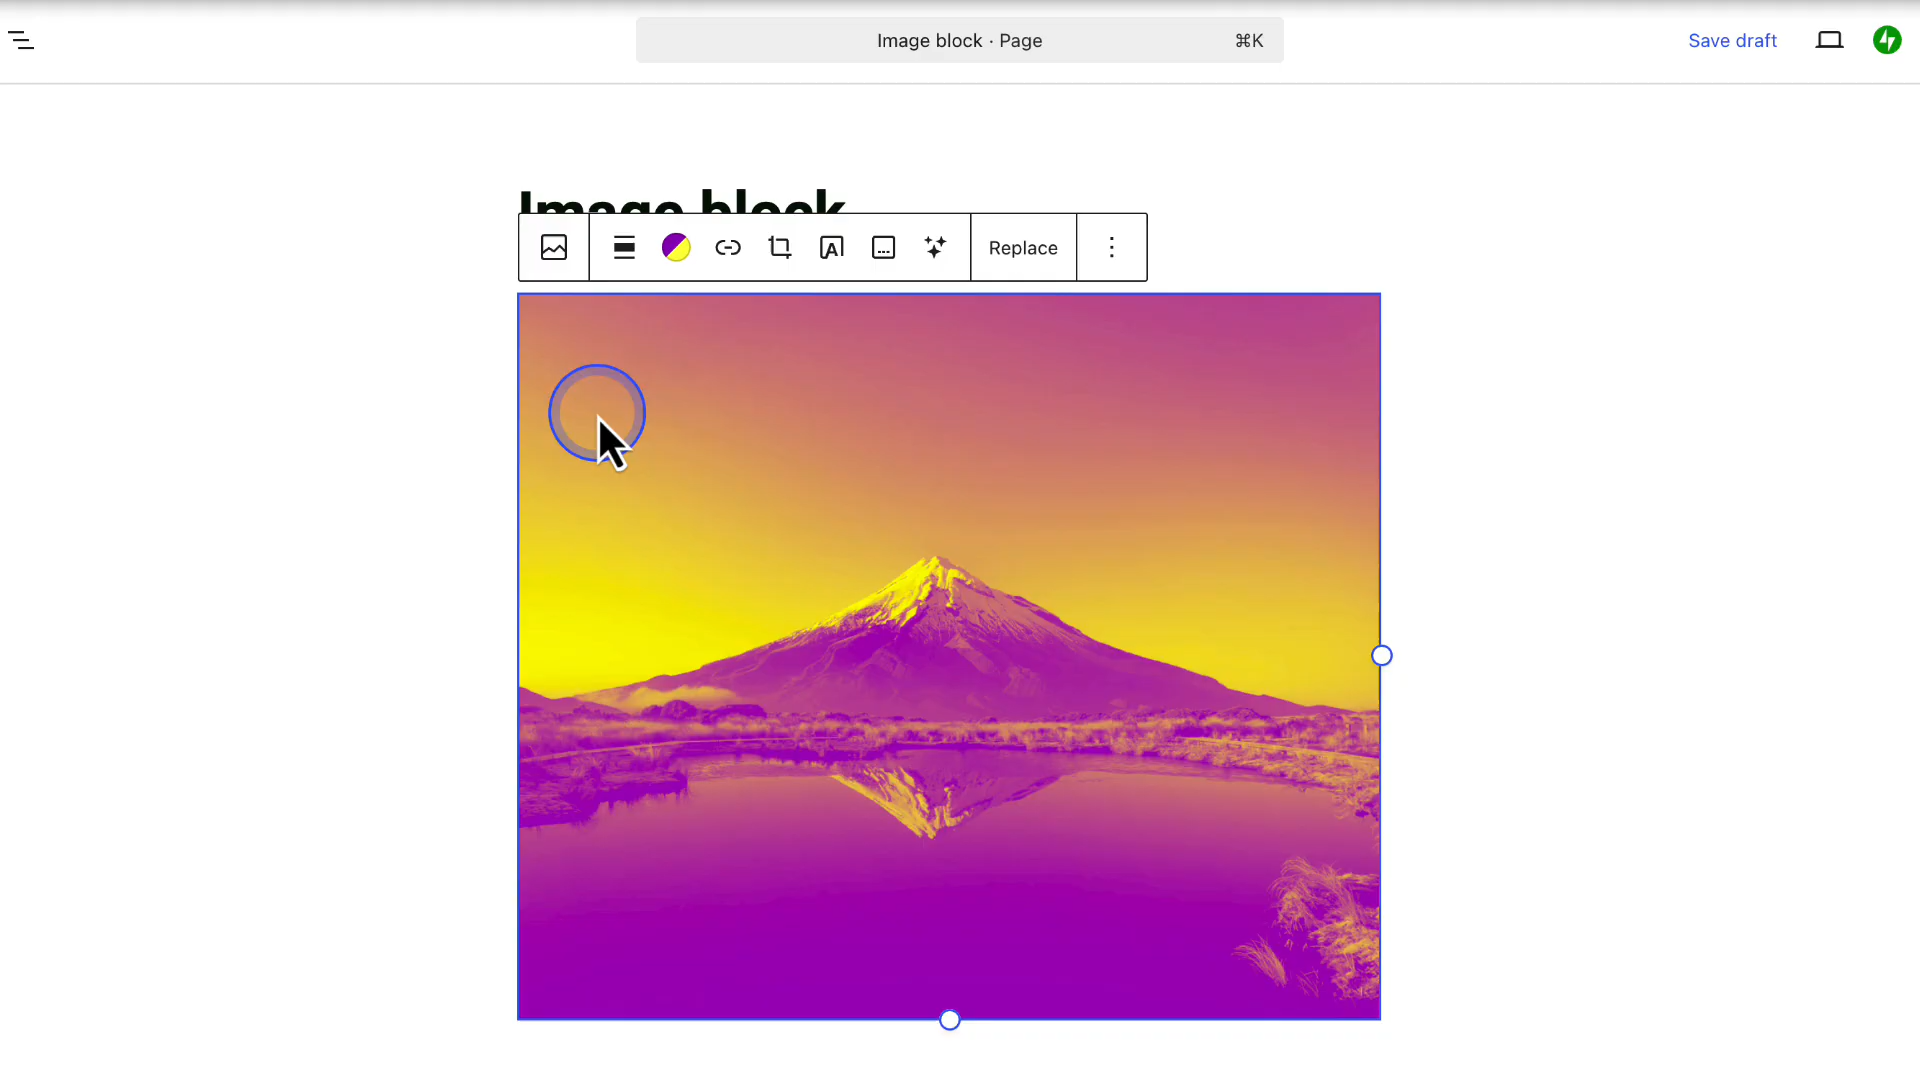 Image block · Page
⌘K
Save draft
Image block
A
Replace